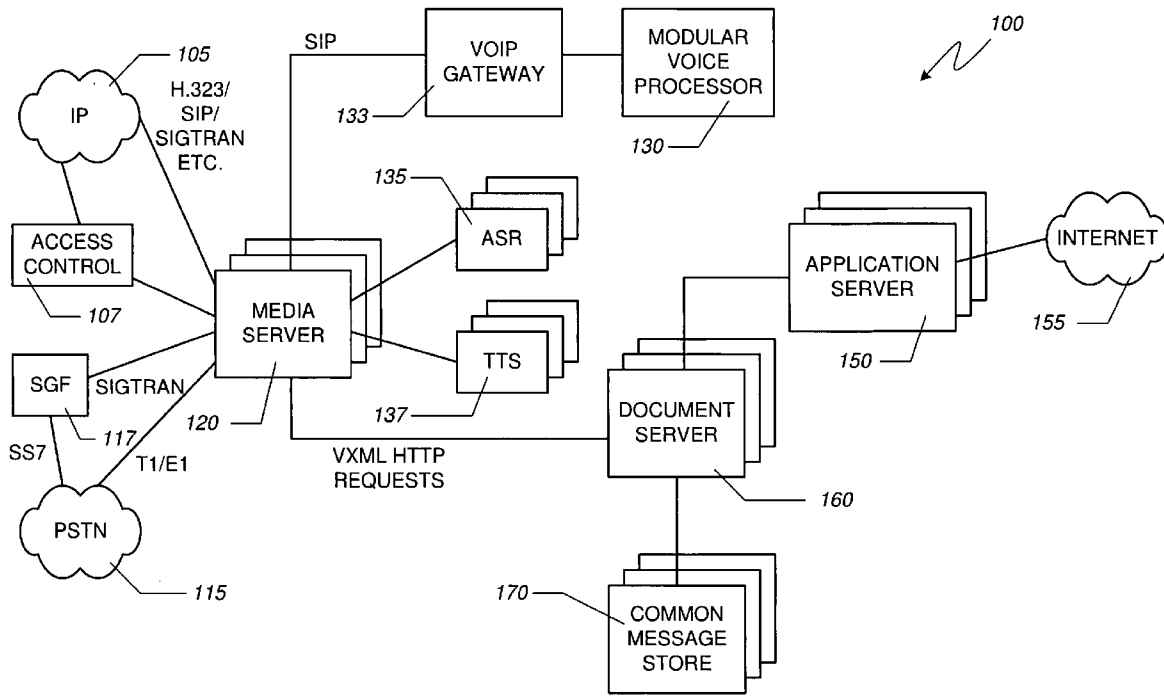 100
105
SIP
VOIP
GATEWAY
133
MODULAR
VOICE
PROCESSOR
130
IP
H.323/
SIP/
SIGTRAN
ETC.
135
ASR
ACCESS
CONTROL
107
MEDIA
SERVER
120
APPLICATION
SERVER
150
INTERNET
155
SGF
117
SIGTRAN
TTS
137
DOCUMENT
SERVER
160
SS7
T1/E1
VXML HTTP
REQUESTS
PSTN
115
170
COMMON
MESSAGE
STORE